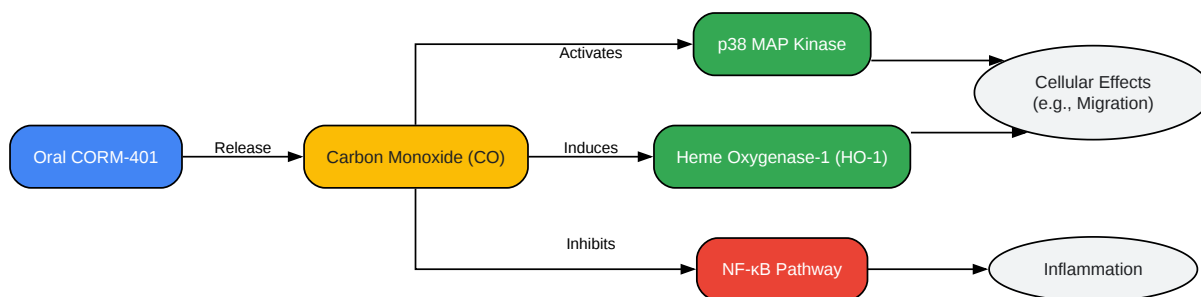 p38 MAP Kinase
Activates
Cellular Effects
(e.g., Migration)
Oral CORM-401
Release
Carbon Monoxide (CO)
Induces
Heme Oxygenase-1 (HO-1)
Inhibits
NF-κB Pathway
Inflammation